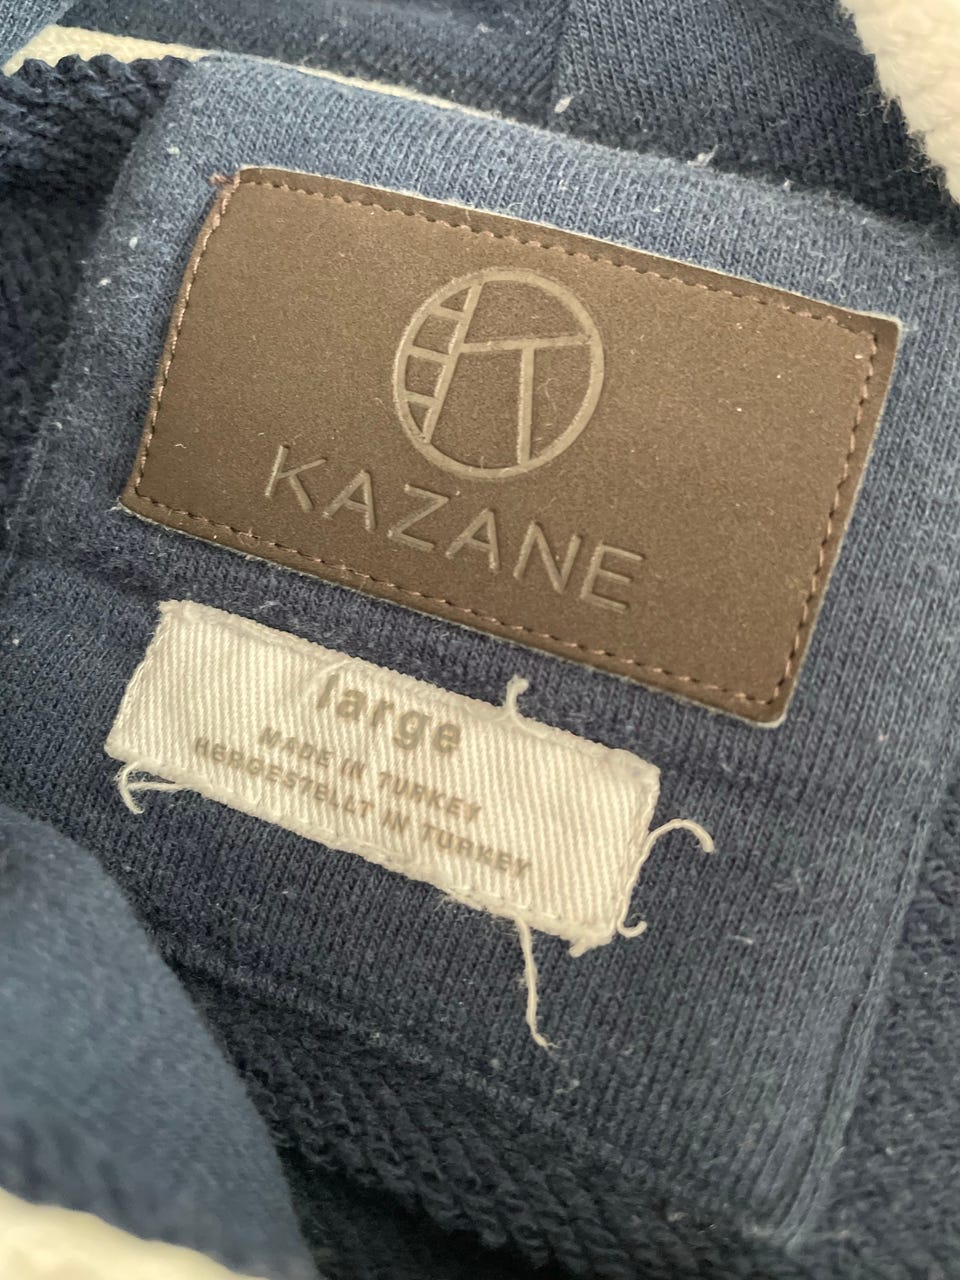 KAZANE
large
MADE IN TURKEY
HERGESTELLT IN TURKEY